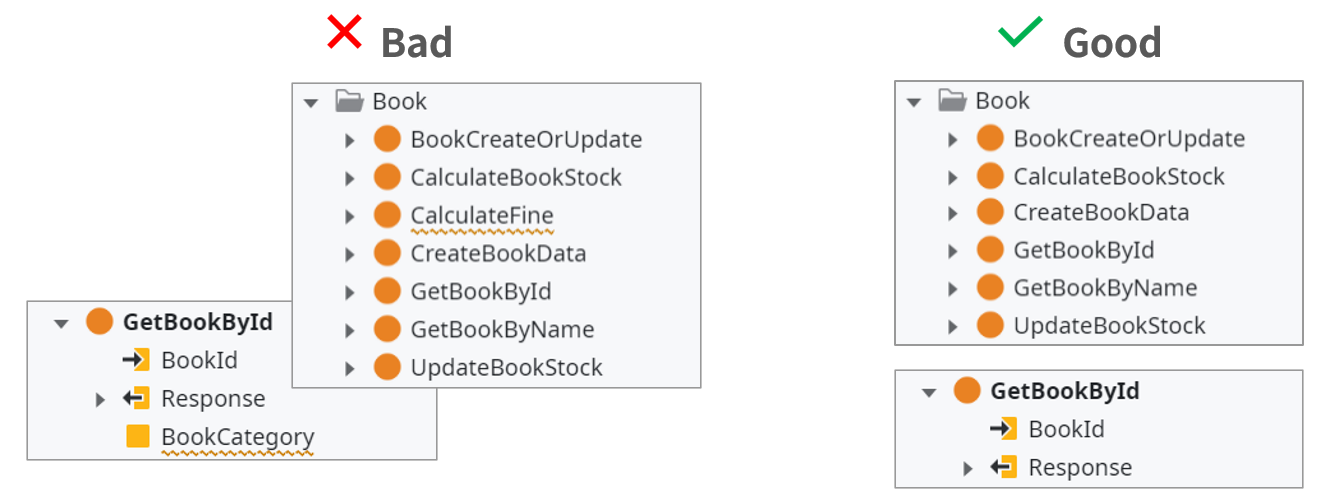 Bad
Book
BookCreateOrUpdate
CalculateBookStock
CalculateFine
CreateBookData
GetBookById
GetBookByName
UpdateBookStock
GetBookById
BookId
Response
BookCategory
Good
Book
BookCreateOrUpdate
CalculateBookStock
CreateBookData
GetBookById
GetBookByName
UpdateBookStock
GetBookById
BookId
Response